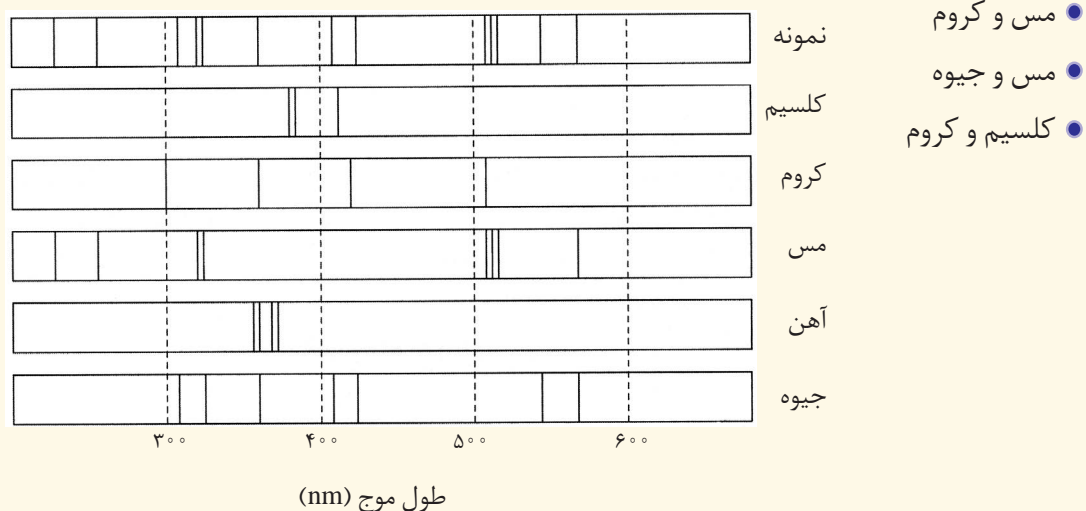 ● مس و کروم
● مس و جیوه
● کلسیم و کروم
نمونه
کلسیم
کروم
مس
آهن
جیوه
۳۰۰ ۴۰۰ ۵۰۰ ۶۰۰
طول موج (nm)